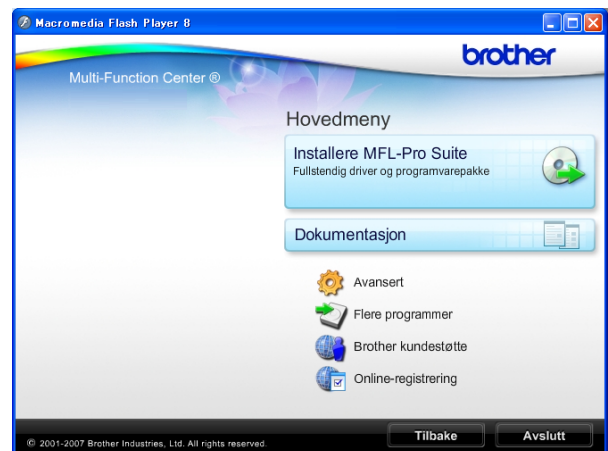 Macromedia Flash Player 8
brother
Multi-Function Center ®
Hovedmeny
Installere MFL-Pro Suite
Fullstendig driver og programvarepakke
Dokumentasjon
Avansert
Flere programmer
Brother kundestøtte
Online-registrering
Tilbake
Avslutt
© 2001-2007 Brother Industries, Ltd. All rights reserved.